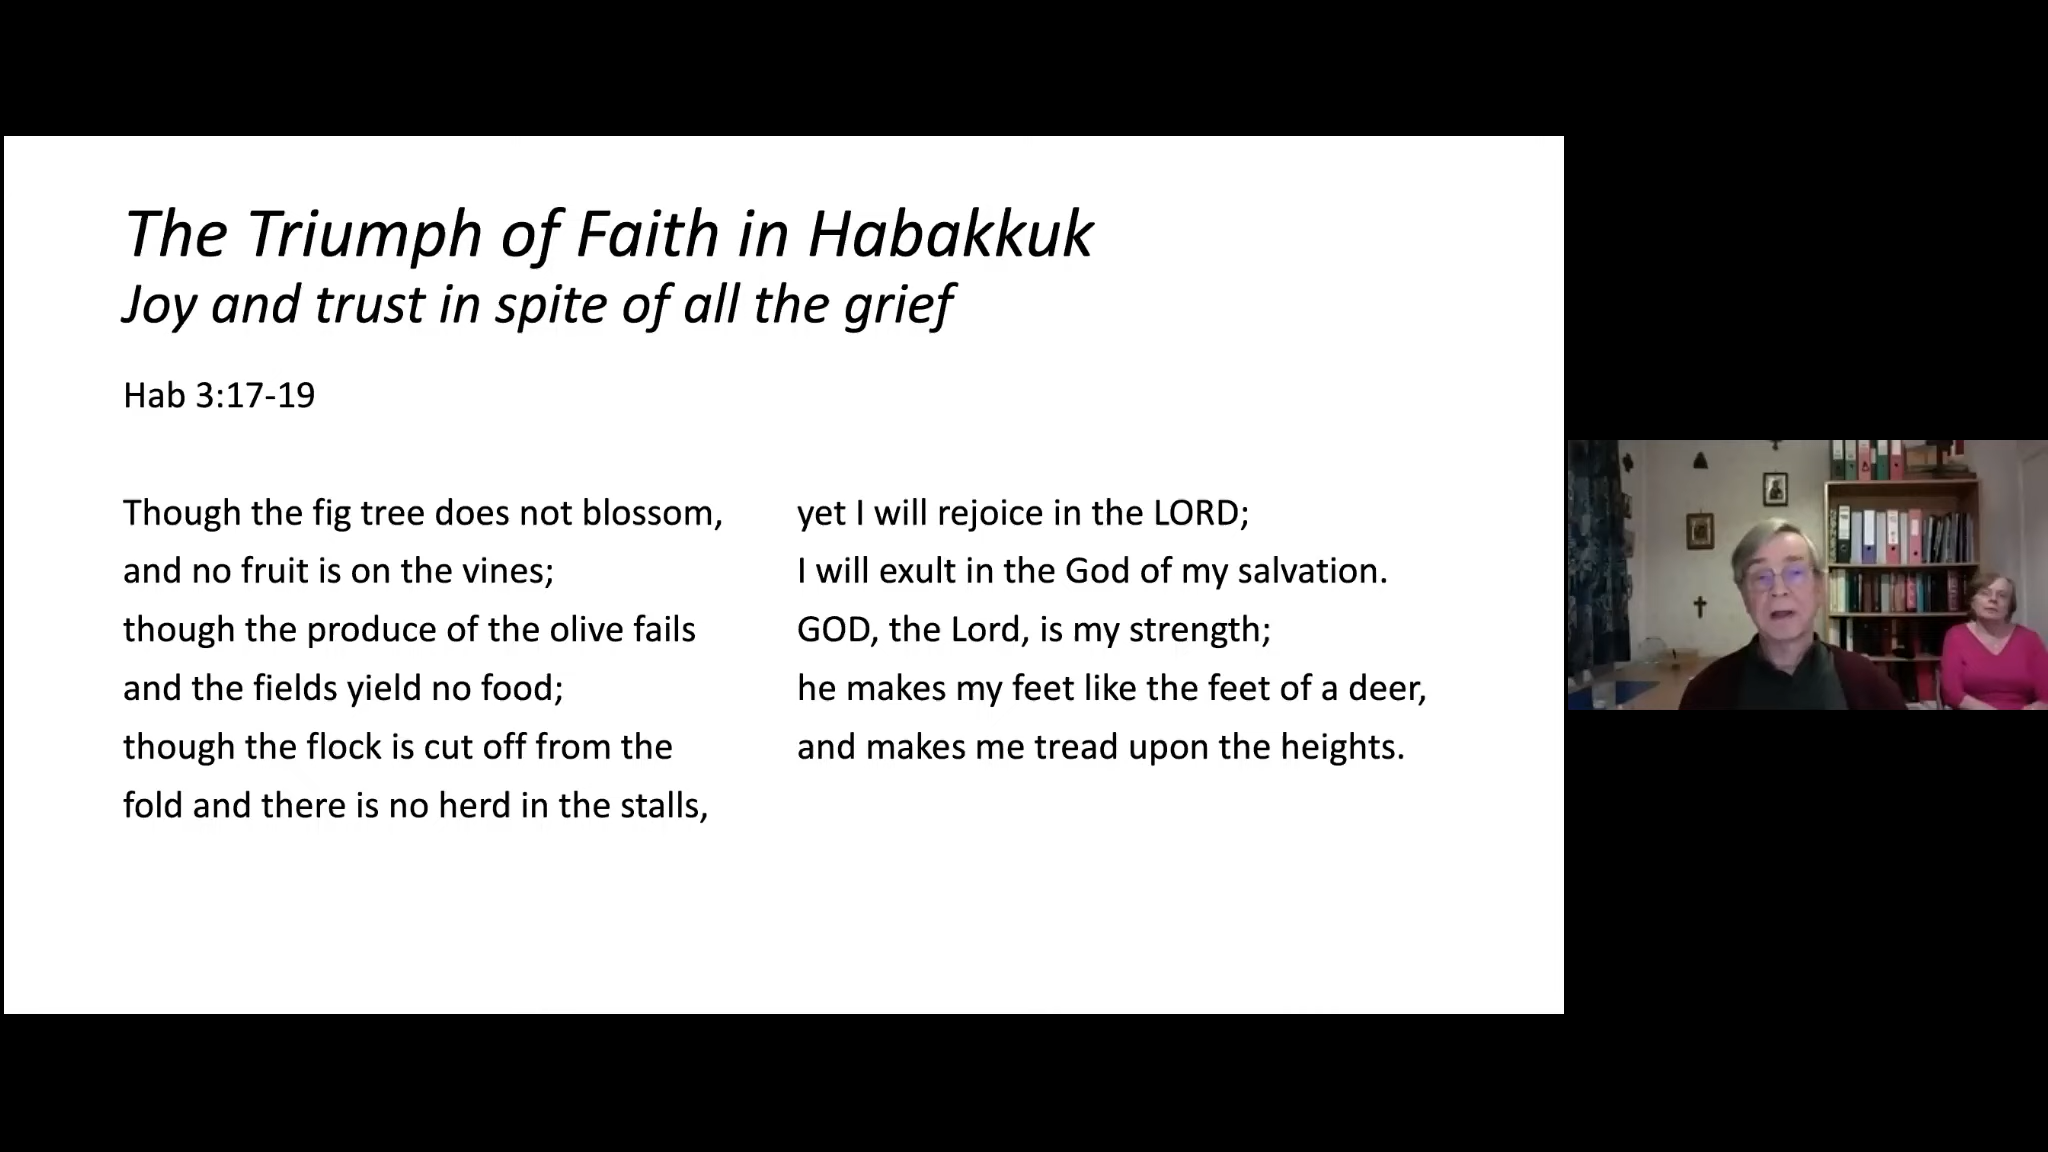 The Triumph of Faith in Habakkuk
Joy and trust in spite of all the grief
Hab 3:17-19
Though the fig tree does not blossom,
and no fruit is on the vines;
though the produce of the olive fails
and the fields yield no food;
though the flock is cut off from the
fold and there is no herd in the stalls,
yet I will rejoice in the LORD;
I will exult in the God of my salvation.
GOD, the Lord, is my strength;
he makes my feet like the feet of a deer,
and makes me tread upon the heights.